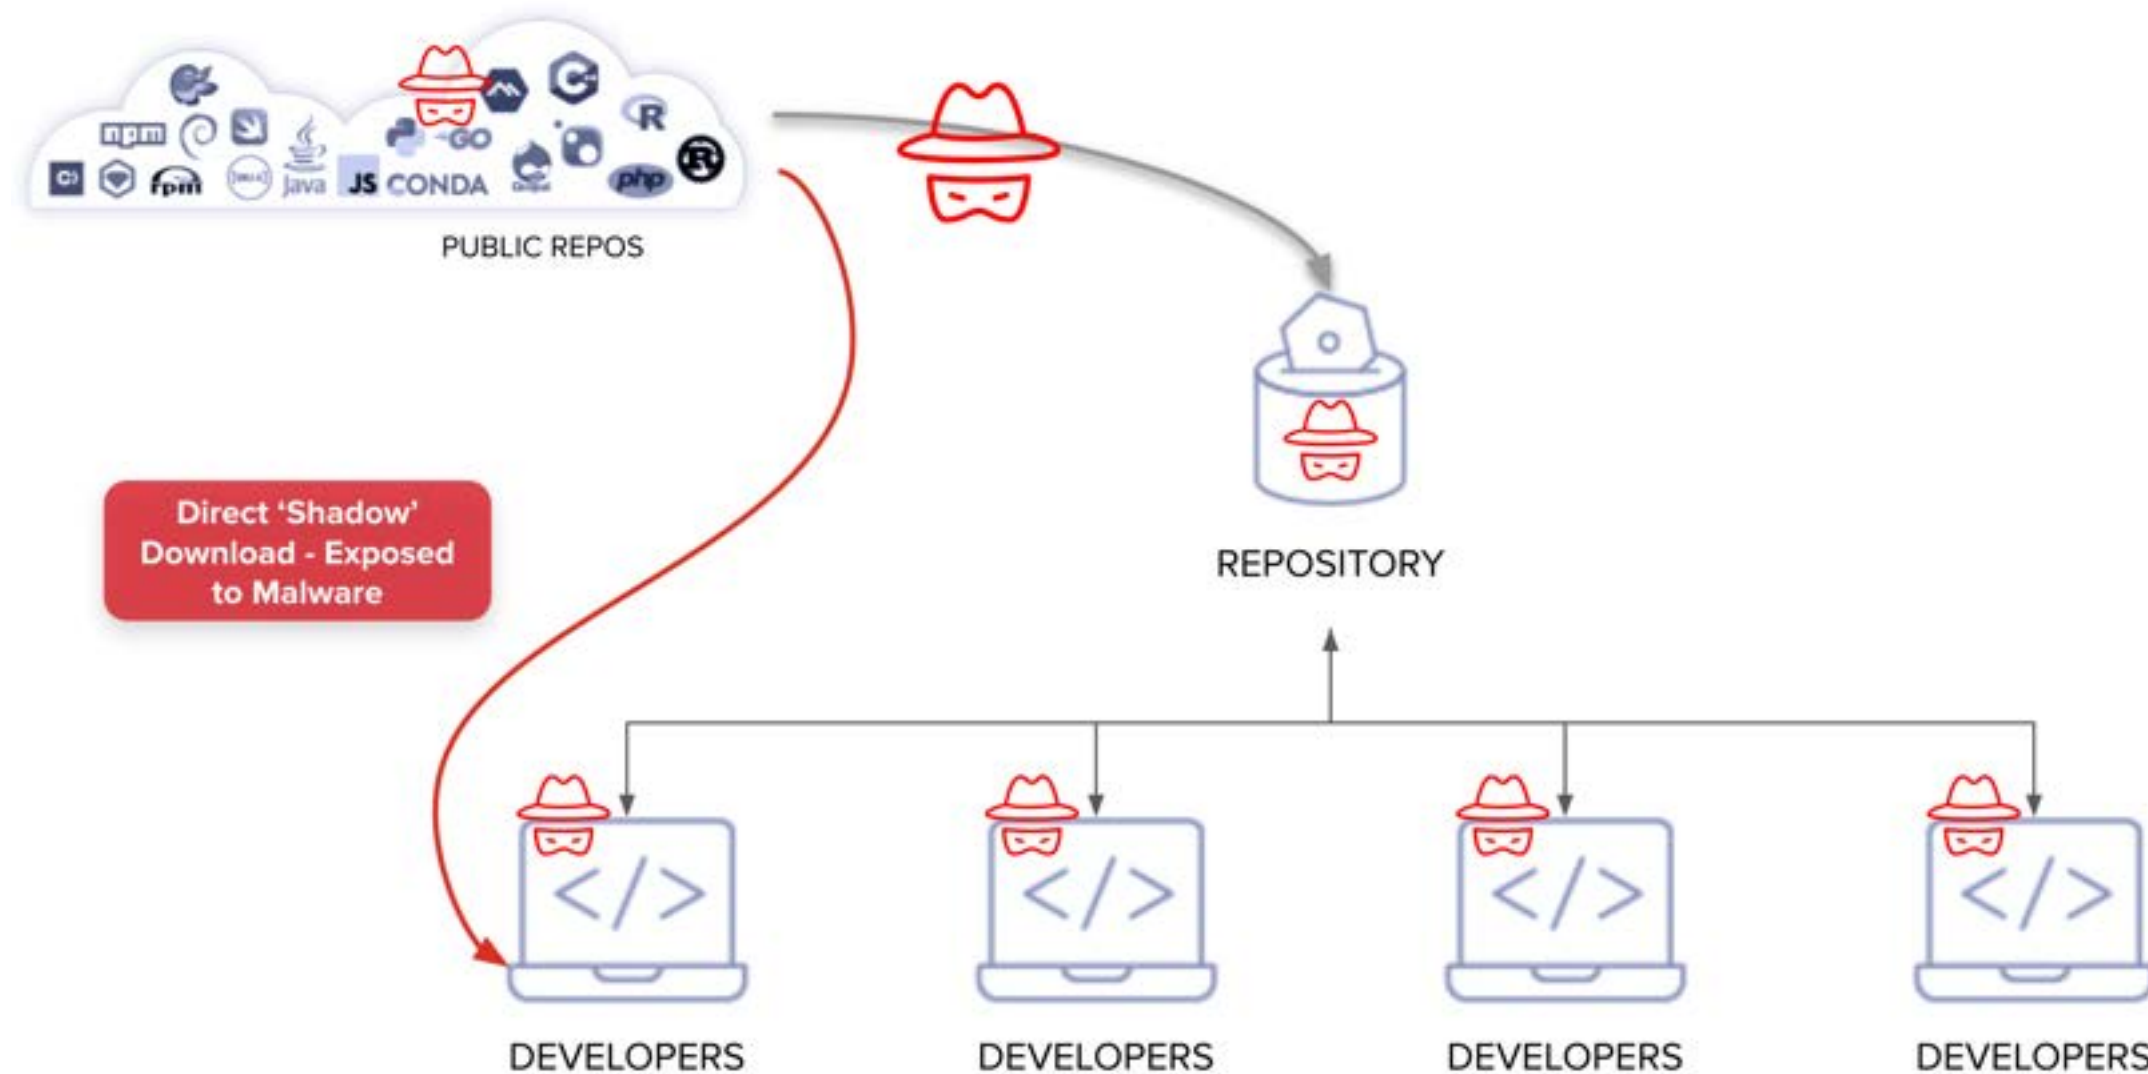 npm
GO
R
rpm
Java
JS
CONDA
php
R
PUBLIC REPOS
Direct ‘Shadow’
Download - Exposed
to Malware
REPOSITORY
</>
</>
</>
</>
DEVELOPERS
DEVELOPERS
DEVELOPERS
DEVELOPERS